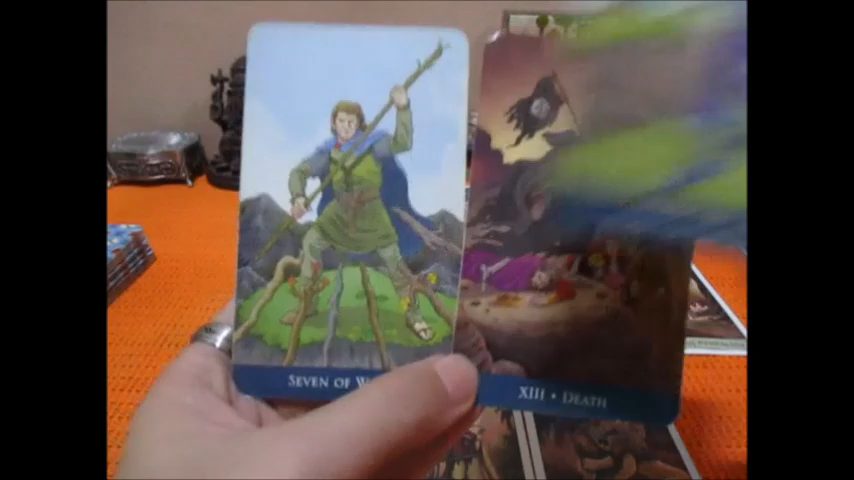 SEVEN OF
XIII • DEATH